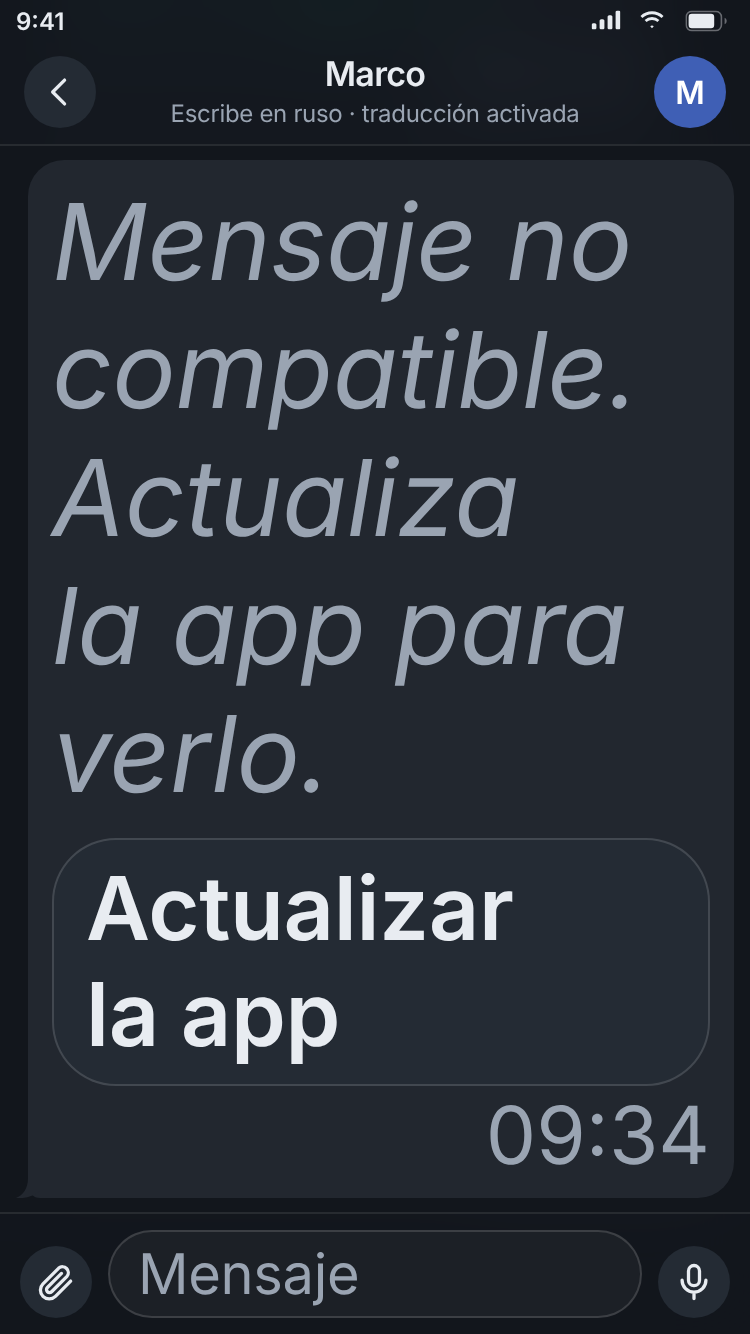 9:41
Marco
Escribe en ruso · traducción activada
M
Mensaje no
compatible.
Actualiza
la app para
verlo.
Actualizar
la app
09:34
Mensaje